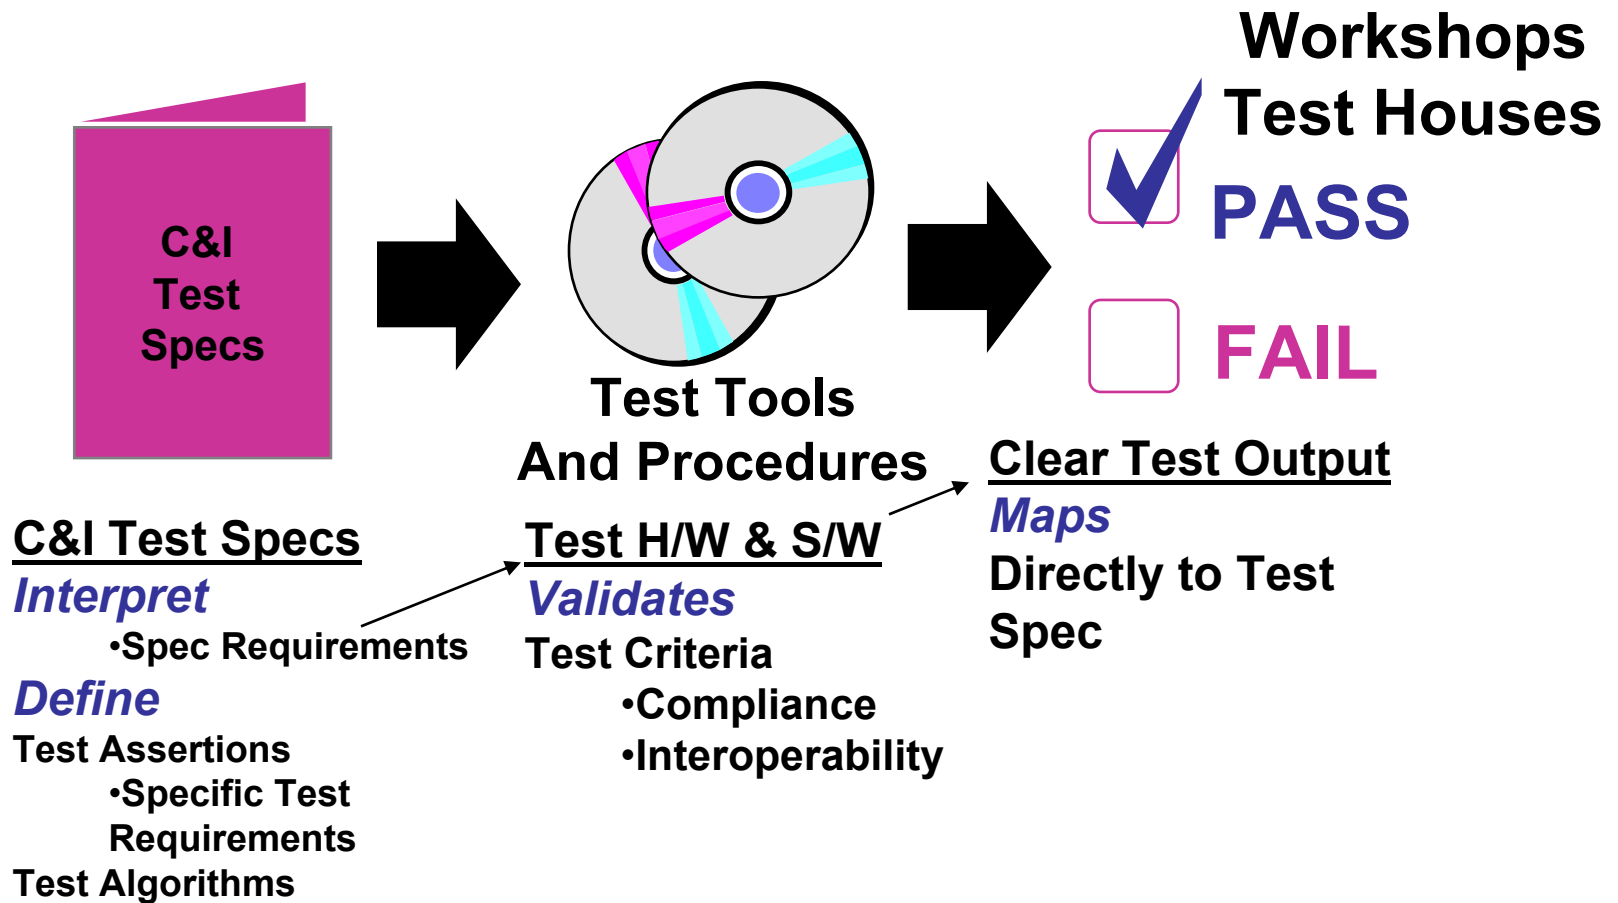 Workshops
Test Houses
PASS
FAIL
C&I
Test
Specs
Test Tools
And Procedures
C&I Test Specs
Interpret
•Spec Requirements
Define
Test Assertions
•Specific Test
Requirements
Test Algorithms
Test H/W & S/W
Validates
Test Criteria
•Compliance
•Interoperability
Clear Test Output
Maps
Directly to Test
Spec